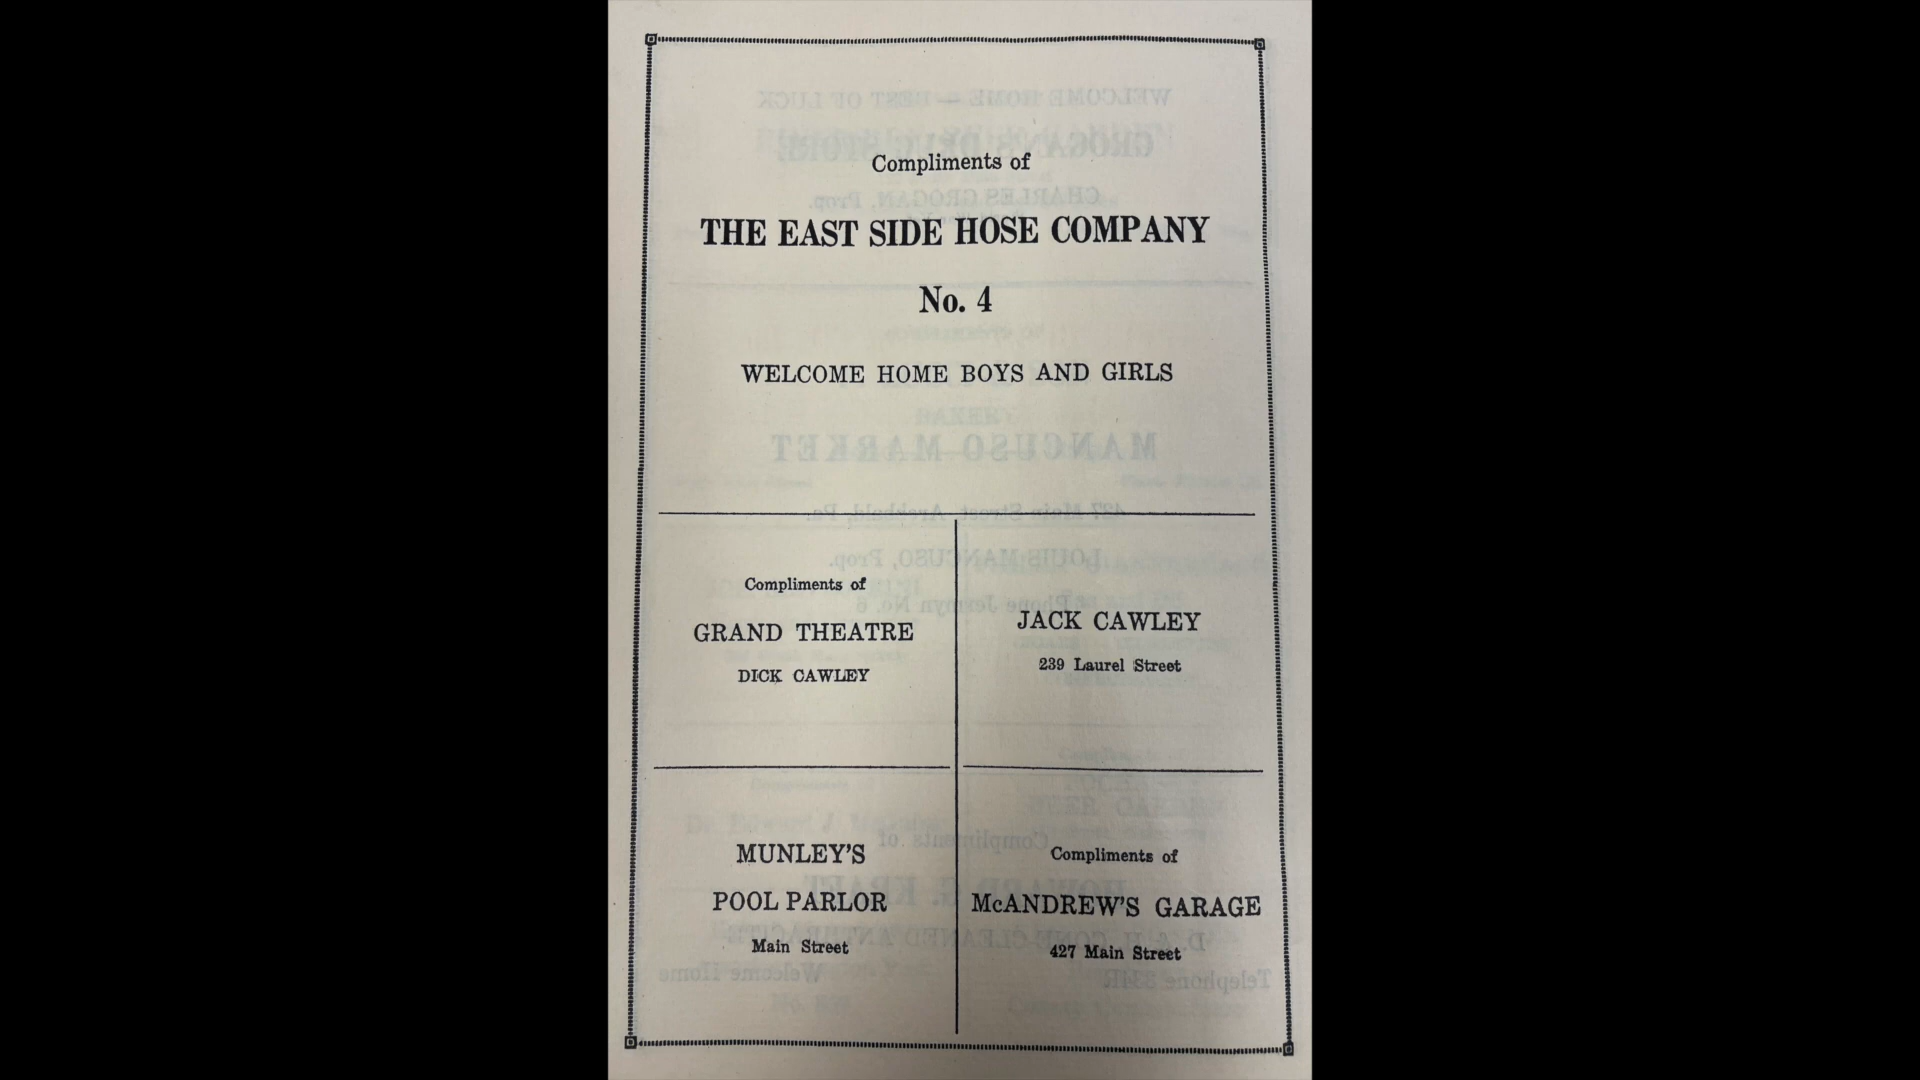 Compliments of
THE EAST SIDE HOSE COMPANY
No. 4
WELCOME HOME BOYS AND GIRLS
Compliments of
GRAND THEATRE
DICK CAWLEY
JACK CAWLEY
239 Laurel Street
MUNLEY'S
POOL PARLOR
Main Street
Compliments of
McANDREW'S GARAGE
427 Main Street